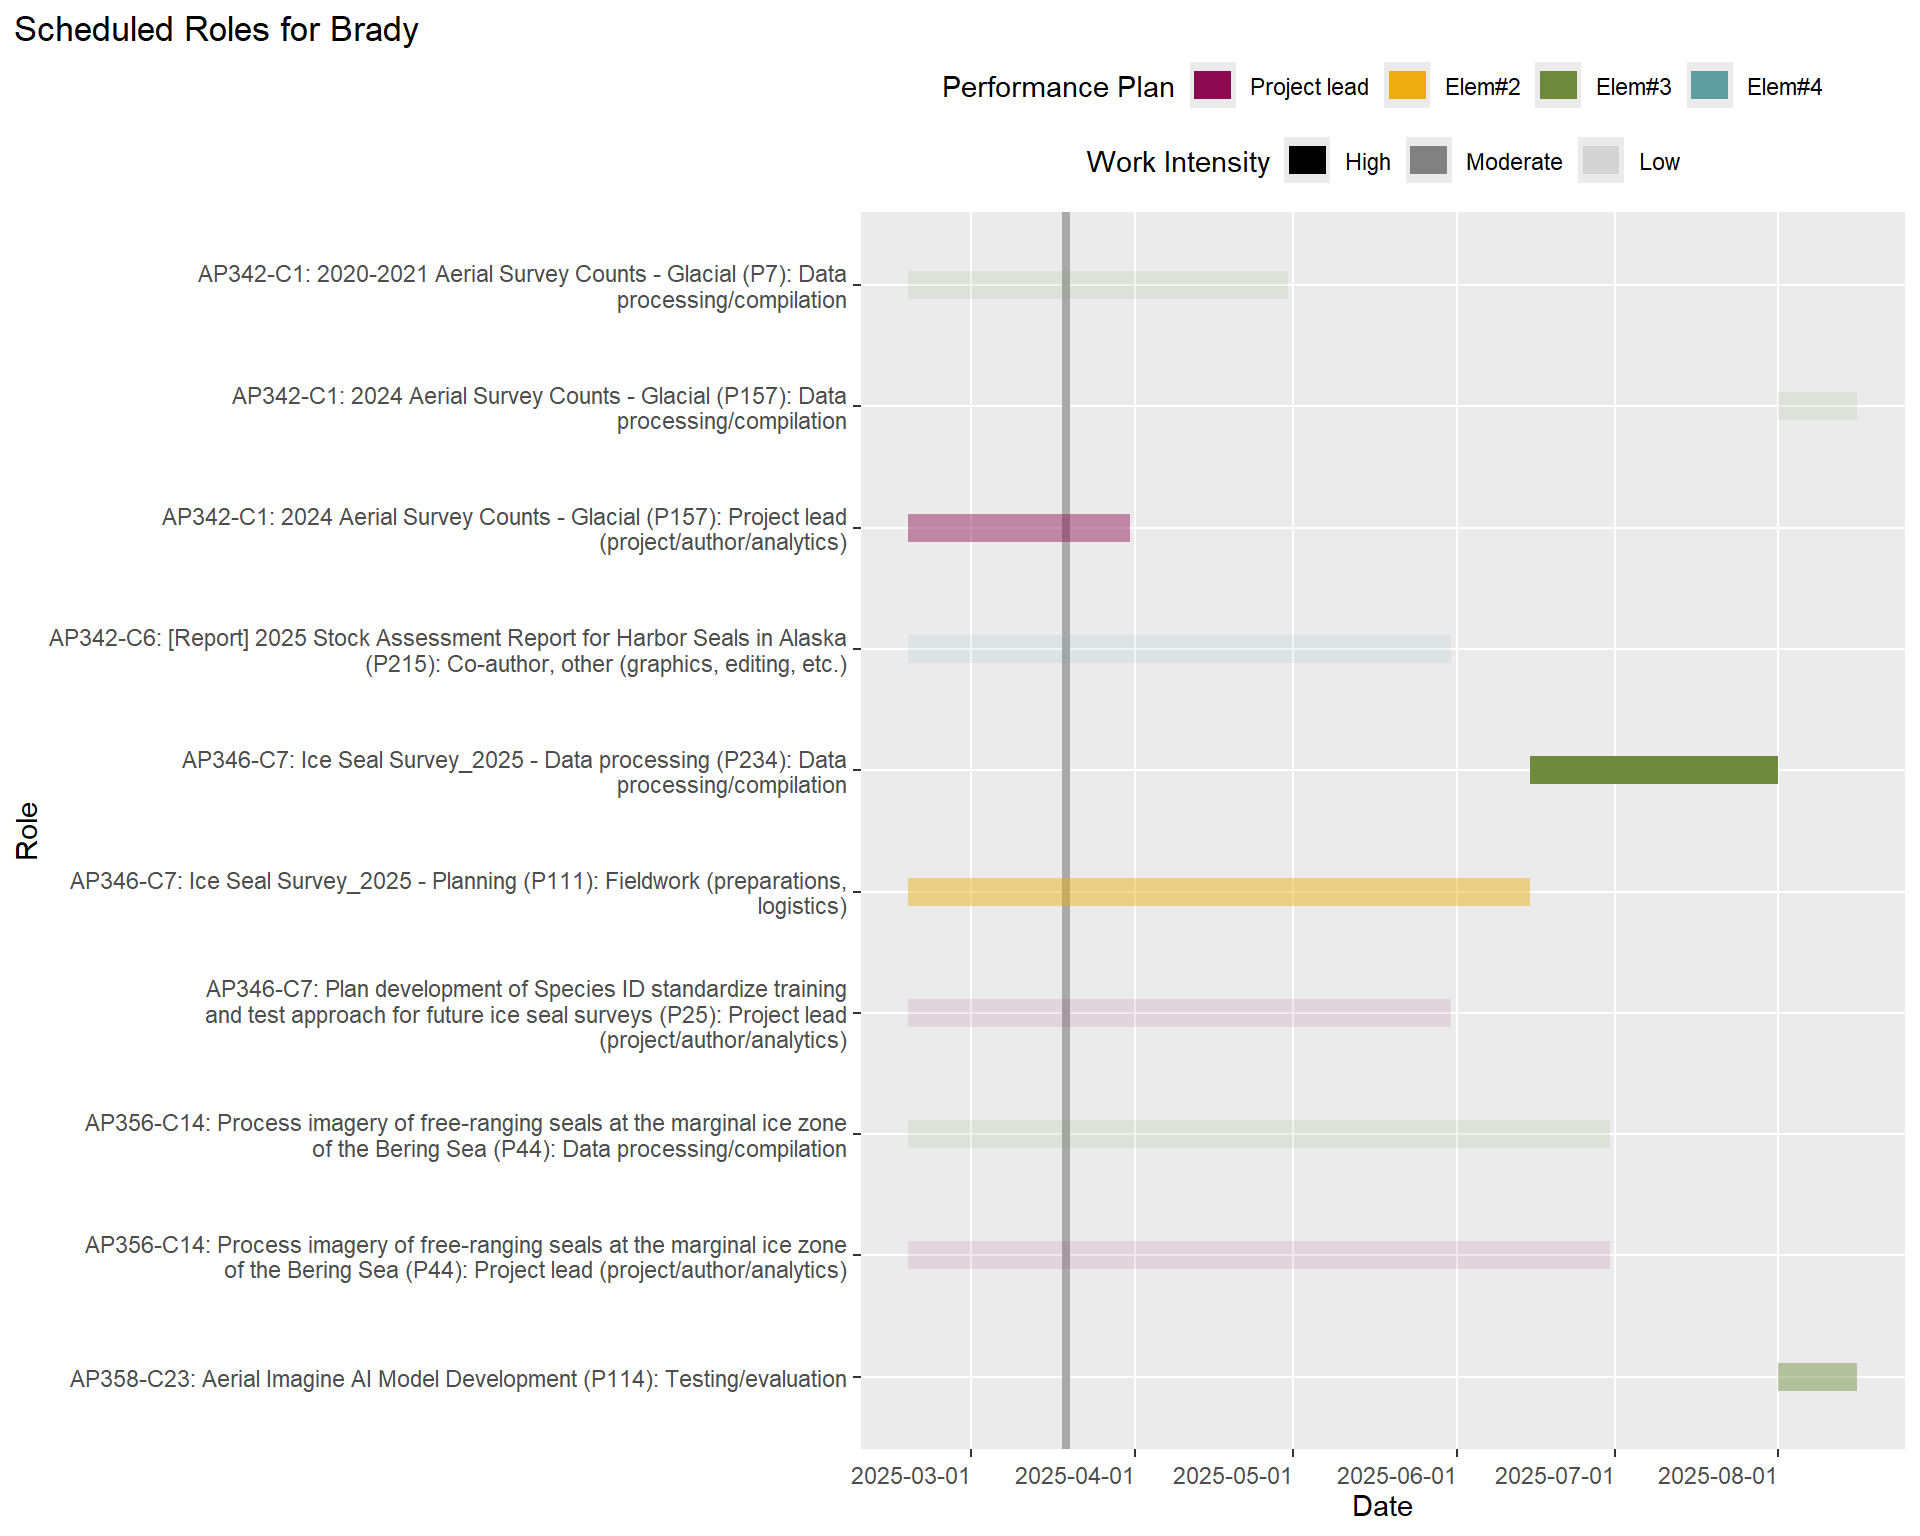 Scheduled Roles for Brady
Performance Plan Project lead Elem#2 Elem#3 Elem#4
Work Intensity High Moderate Low
AP342-C1: 2020-2021 Aerial Survey Counts - Glacial (P7): Data
processing/compilation
AP342-C1: 2024 Aerial Survey Counts - Glacial (P157): Data
processing/compilation
AP342-C1: 2024 Aerial Survey Counts - Glacial (P157): Project lead
(project/author/analytics)
AP342-C6: [Report] 2025 Stock Assessment Report for Harbor Seals in Alaska
(P215): Co-author, other (graphics, editing, etc.)
AP346-C7: Ice Seal Survey_2025 - Data processing (P234): Data
processing/compilation
Role
AP346-C7: Ice Seal Survey_2025 - Planning (P111): Fieldwork (preparations,
logistics)
AP346-C7: Plan development of Species ID standardize training
and test approach for future ice seal surveys (P25): Project lead
(project/author/analytics)
AP356-C14: Process imagery of free-ranging seals at the marginal ice zone
of the Bering Sea (P44): Data processing/compilation
AP356-C14: Process imagery of free-ranging seals at the marginal ice zone
of the Bering Sea (P44): Project lead (project/author/analytics)
AP358-C23: Aerial Imagine AI Model Development (P114): Testing/evaluation
2025-03-01 2025-04-01 2025-05-01 2025-06-01 2025-07-01 2025-08-01
Date